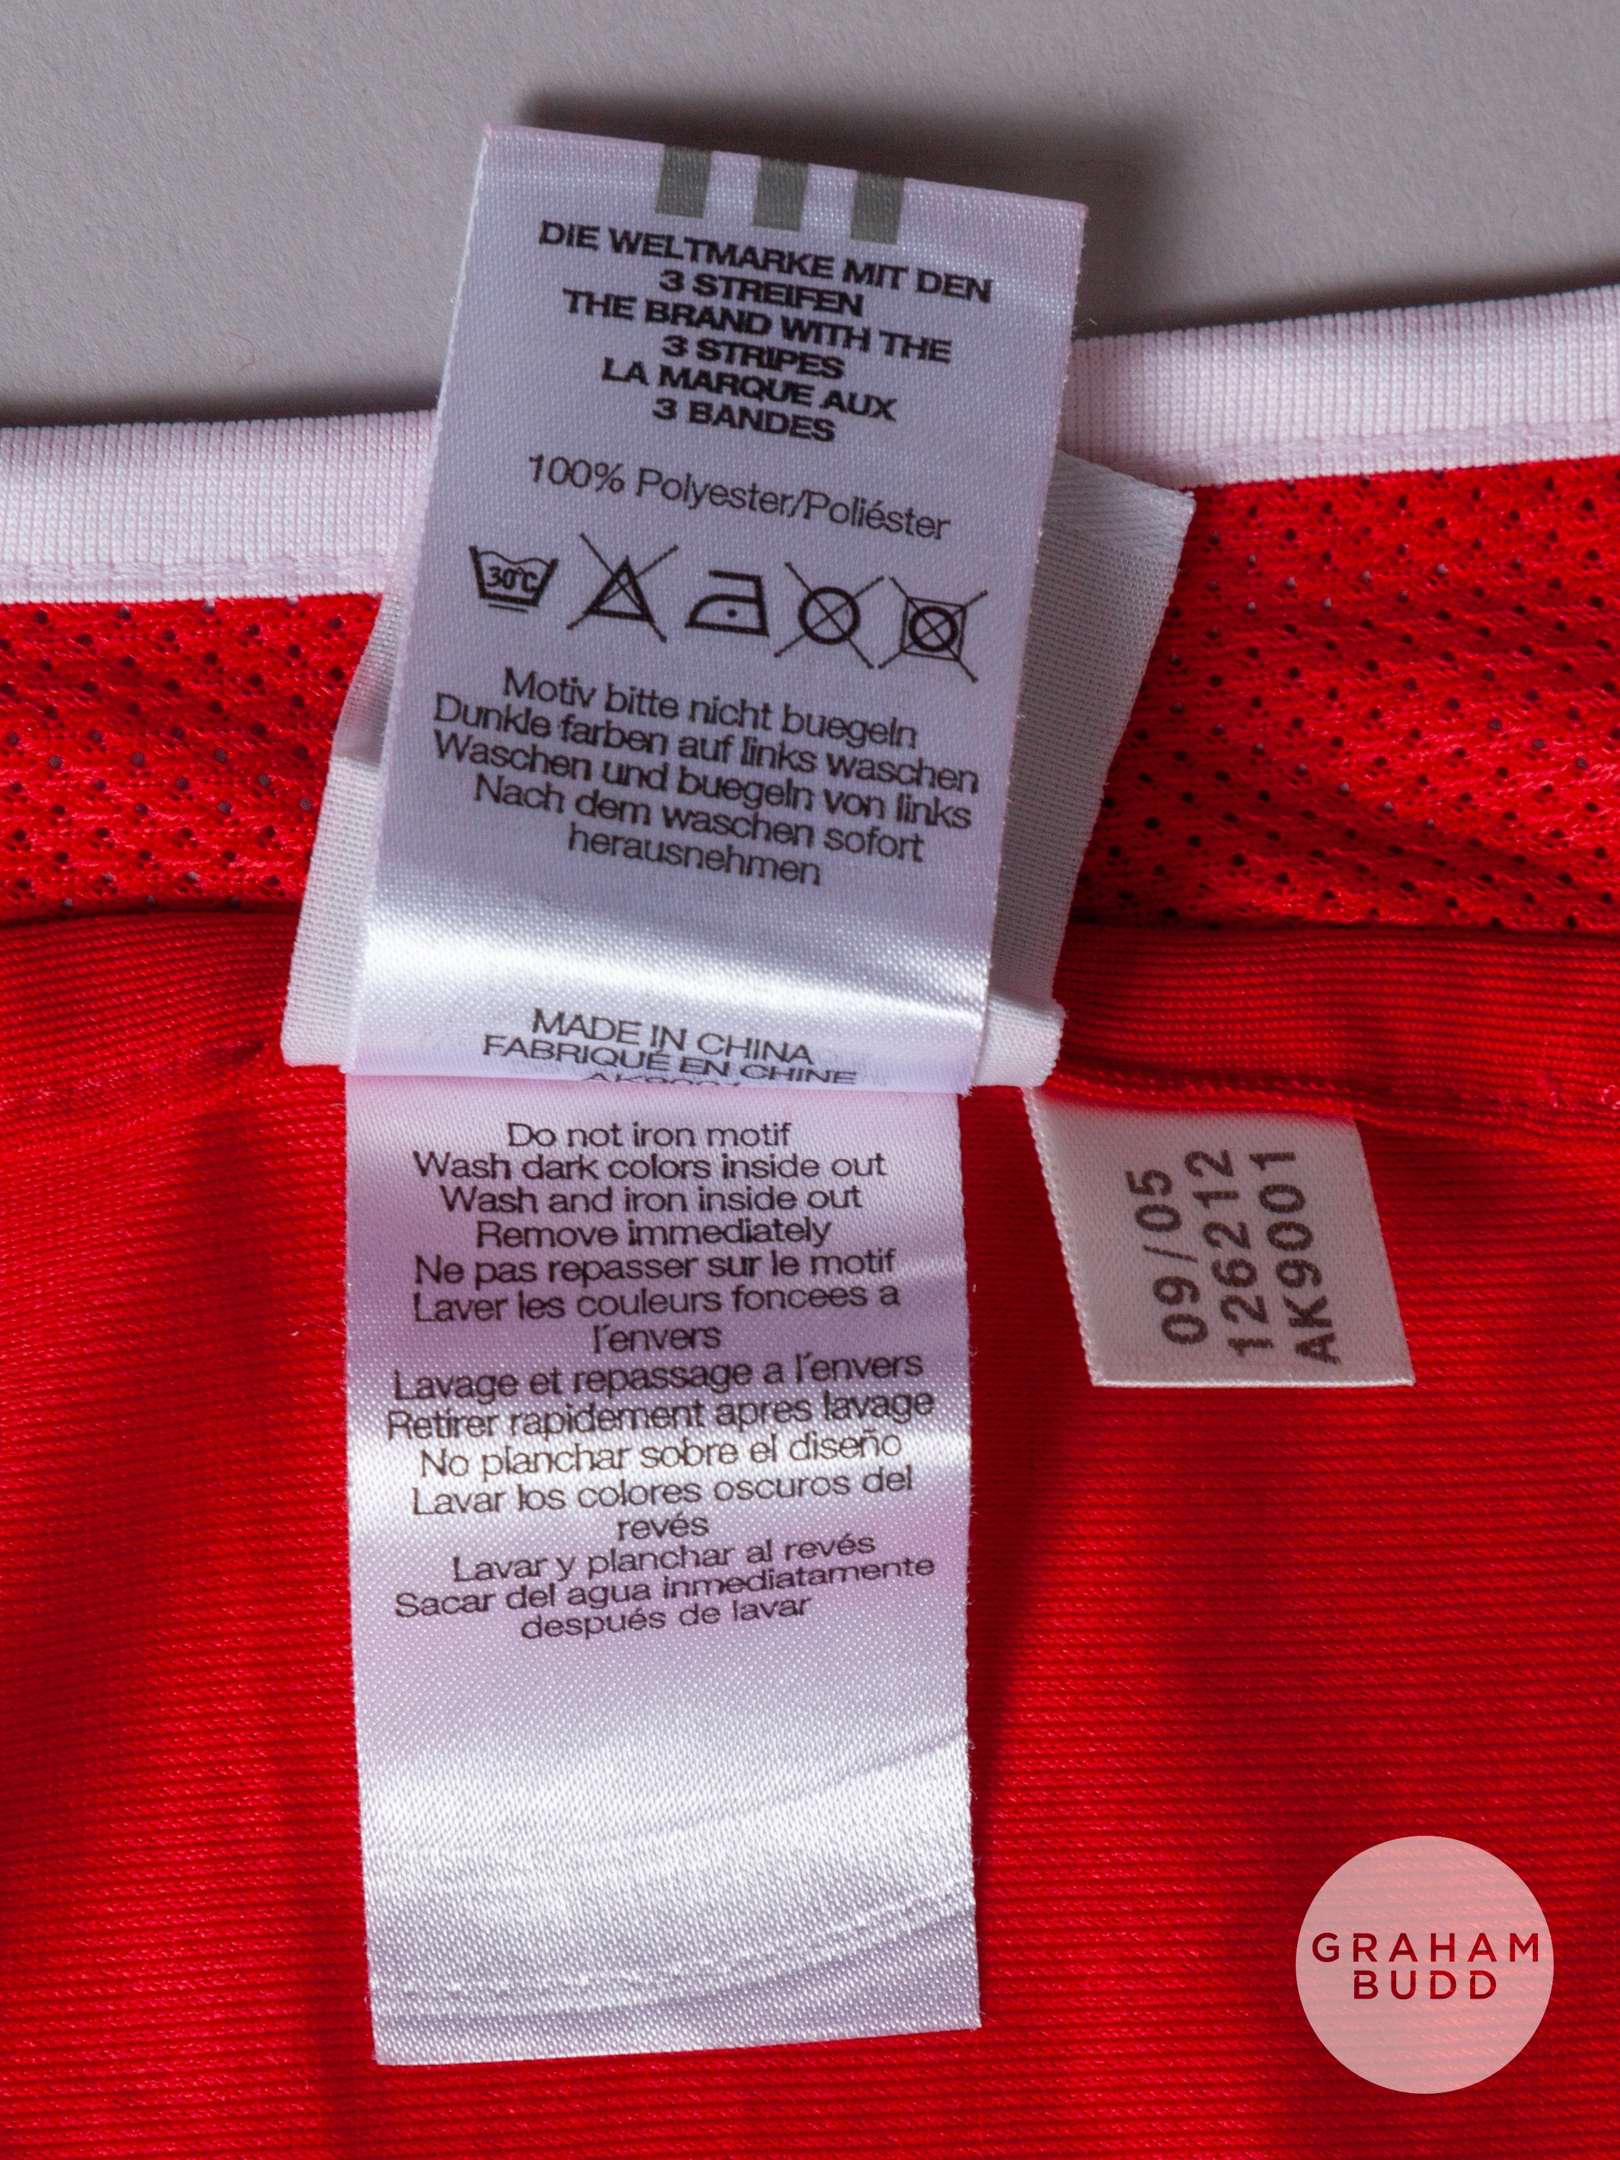 DIE WELTMARKE MIT DEN
3 STREIFEN
THE BRAND WITH THE
3 STRIPES
LA MARQUE AUX
3 BANDES
100% Polyester/Poliéster
30°C
Motiv bitte nicht buegeln
Dunkle farben auf links waschen
Waschen und buegeln von links
Nach dem waschen sofort
herausnehmen
MADE IN CHINA
FABRIQUÉ EN CHINE
Do not iron motif
Wash dark colors inside out
Wash and iron inside out
Remove immediately
Ne pas repasser sur le motif
Laver les couleurs foncees a
l'envers
Lavage et repassage a l'envers
Retirer rapidement apres lavage
No planchar sobre el diseño
Lavar los colores oscuros del
revés
Lavar y planchar al revés
Sacar del agua inmediatamente
después de lavar
09/05
126212
AK9001
GRAHAM
BUDD